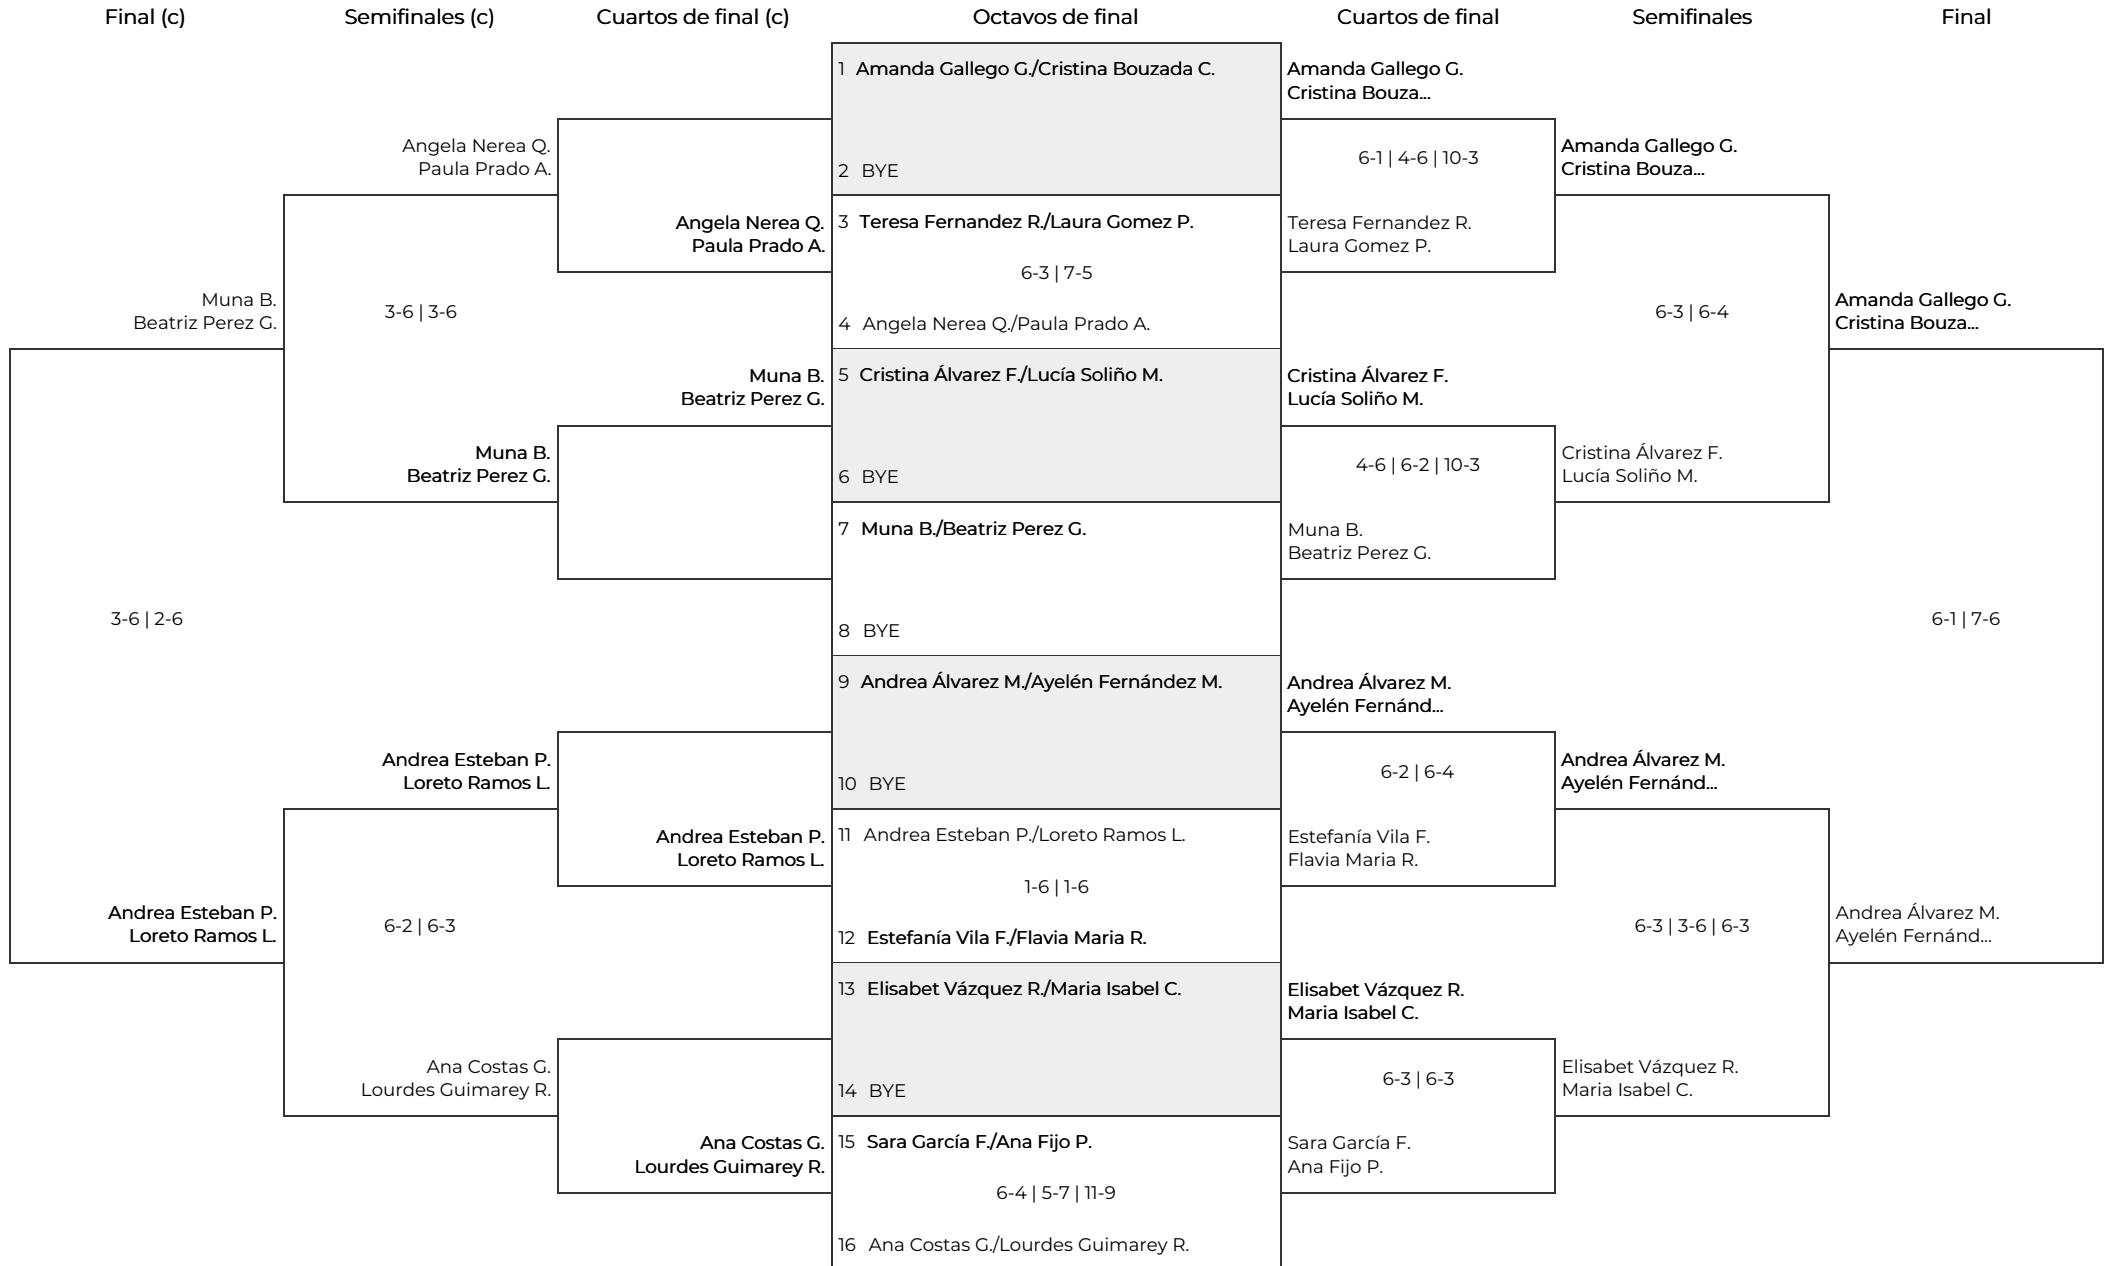 Final (c)
Semifinales (c)
Cuartos de final (c)
Octavos de final
Cuartos de final
Semifinales
Final
Muna B.
Beatriz Perez G.
3-6 | 2-6
Andrea Esteban P.
Loreto Ramos L.
Angela Nerea Q.
Paula Prado A.
3-6 | 3-6
Muna B.
Beatriz Perez G.
Andrea Esteban P.
Loreto Ramos L.
6-2 | 6-3
Ana Costas G.
Lourdes Guimarey R.
Angela Nerea Q.
Paula Prado A.
Muna B.
Beatriz Perez G.
Andrea Esteban P.
Loreto Ramos L.
Ana Costas G.
Lourdes Guimarey R.
1 Amanda Gallego G./Cristina Bouzada C.
2 BYE
3 Teresa Fernandez R./Laura Gomez P.
6-3 | 7-5
4 Angela Nerea Q./Paula Prado A.
5 Cristina Álvarez F./Lucía Soliño M.
6 BYE
7 Muna B./Beatriz Perez G.
8 BYE
9 Andrea Álvarez M./Ayelén Fernández M.
10 BYE
11 Andrea Esteban P./Loreto Ramos L.
1-6 | 1-6
12 Estefanía Vila F./Flavia Maria R.
13 Elisabet Vázquez R./Maria Isabel C.
14 BYE
15 Sara García F./Ana Fijo P.
6-4 | 5-7 | 11-9
16 Ana Costas G./Lourdes Guimarey R.
Amanda Gallego G.
Cristina Bouza...
6-1 | 4-6 | 10-3
Teresa Fernandez R.
Laura Gomez P.
Cristina Álvarez F.
Lucía Soliño M.
4-6 | 6-2 | 10-3
Muna B.
Beatriz Perez G.
Andrea Álvarez M.
Ayelén Fernánd...
6-2 | 6-4
Estefanía Vila F.
Flavia Maria R.
Elisabet Vázquez R.
Maria Isabel C.
6-3 | 6-3
Sara García F.
Ana Fijo P.
Amanda Gallego G.
Cristina Bouza...
6-3 | 6-4
Cristina Álvarez F.
Lucía Soliño M.
Andrea Álvarez M.
Ayelén Fernánd...
6-3 | 3-6 | 6-3
Elisabet Vázquez R.
Maria Isabel C.
Amanda Gallego G.
Cristina Bouza...
6-1 | 7-6
Andrea Álvarez M.
Ayelén Fernánd...